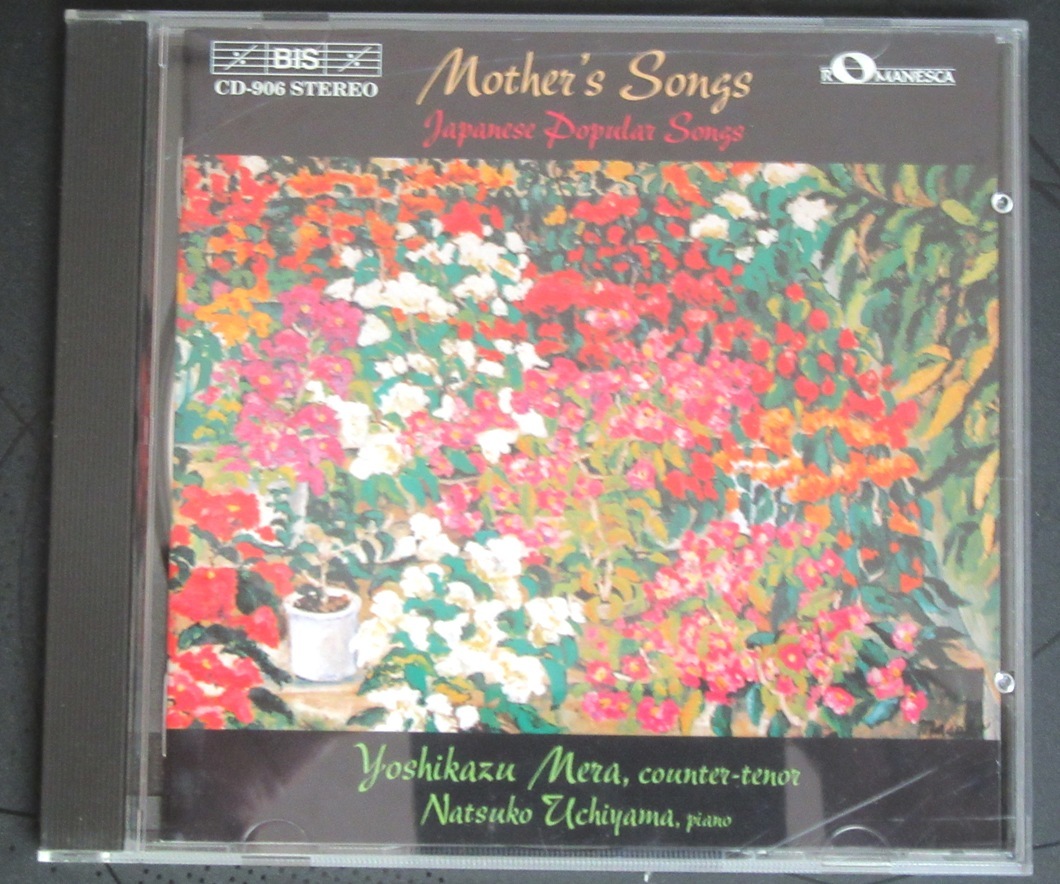 BIS
CD-906 STEREO
Mother's Songs
Japanese Popular Songs
ROMANESCA
Yoshikazu Mera, counter-tenor
Natsuko Uchiyama, piano